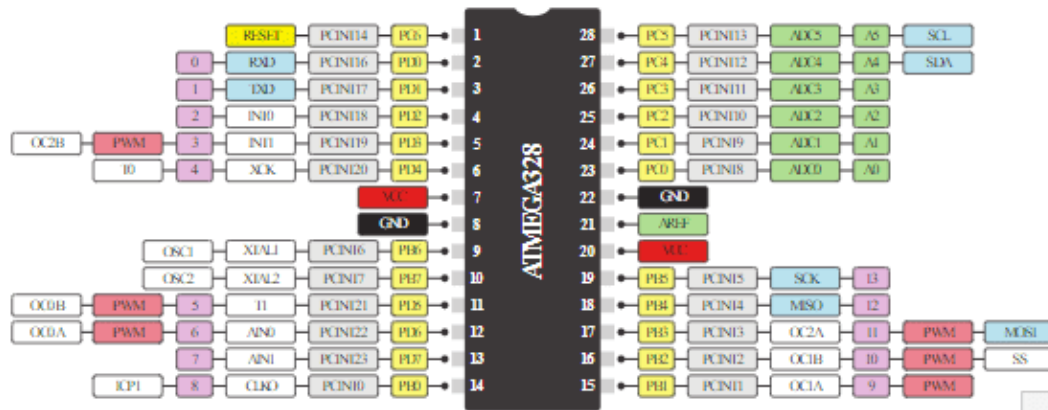 RESET PCINT14 PC6 1 28 PC5 PCINT13 ADC5 A5 SCL
0 RXD PCINT16 PD0 2 27 PC4 PCINT12 ADC4 A4 SDA
1 TXD PCINT17 PD1 3 26 PC3 PCINT11 ADC3 A3
2 INT0 PCINT18 PD2 4 25 PC2 PCINT10 ADC2 A2
OC2B PWM 3 INT1 PCINT19 PD3 5 24 PC1 PCINT9 ADC1 A1
T0 4 XCK PCINT20 PD4 6 23 PC0 PCINT8 ADC0 A0
VCC 7 22 GND
GND 8 21 AREF
ATMEGA328
OSC1 XTAL1 PCINT6 PB6 9 20 VCC
OSC2 XTAL2 PCINT7 PB7 10 19 PB5 PCINT5 SCK 13
OC0B PWM 5 T1 PCINT21 PD5 11 18 PB4 PCINT4 MISO 12
OC0A PWM 6 AIN0 PCINT22 PD6 12 17 PB3 PCINT3 OC2A 11 PWM MOSI
7 AIN1 PCINT23 PD7 13 16 PB2 PCINT2 OC1B 10 PWM SS
ICP1 8 CLKO PCINT0 PB0 14 15 PB1 PCINT1 OC1A 9 PWM